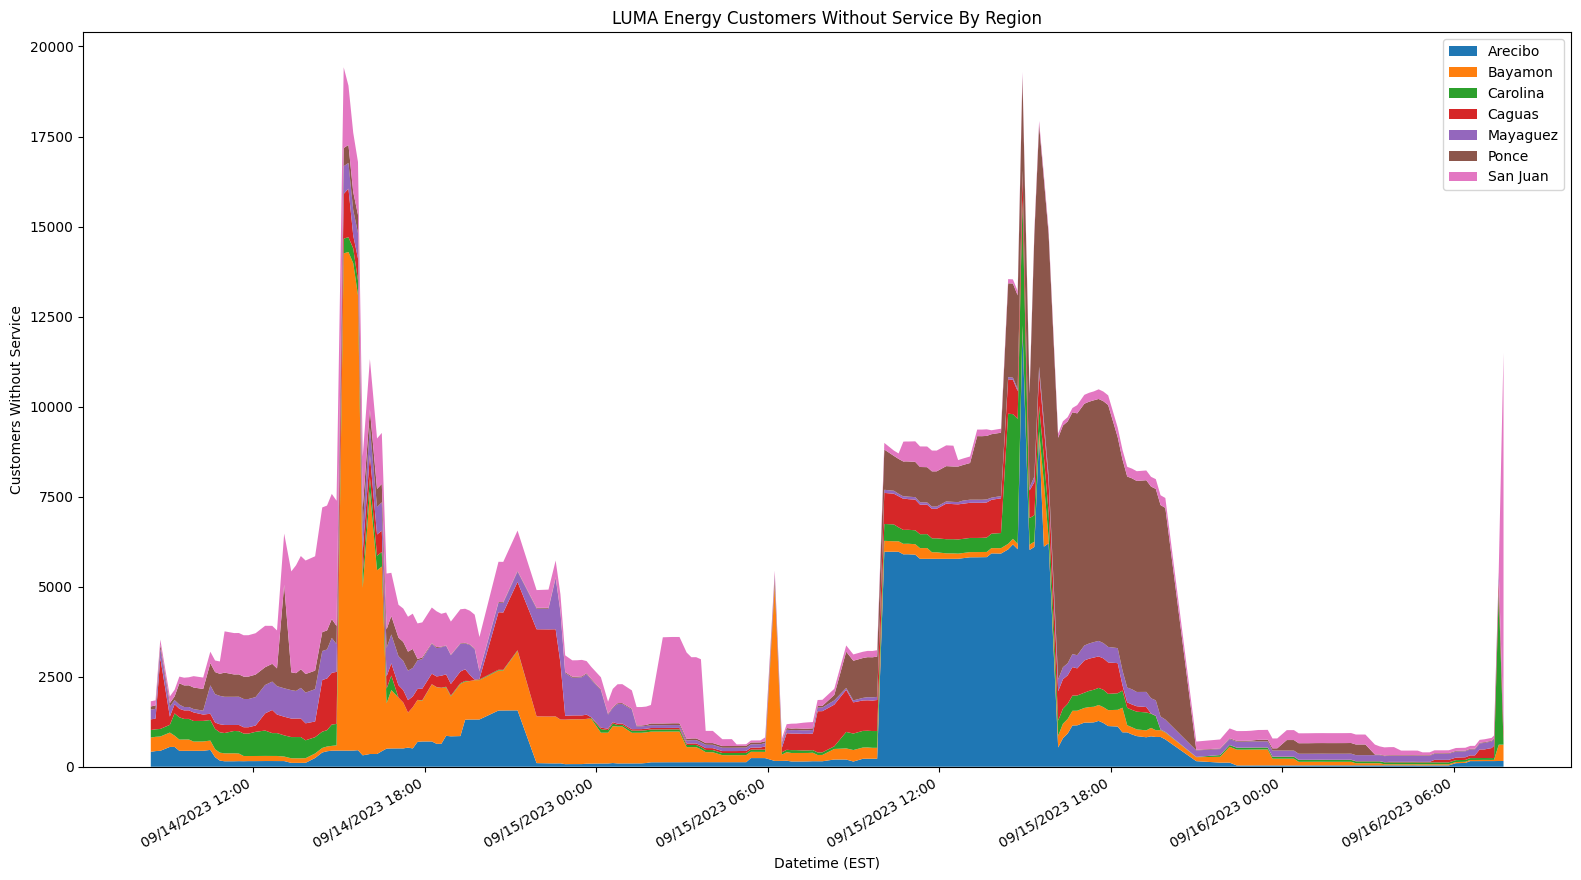 LUMA Energy Customers Without Service By Region
20000
17500
15000
12500
10000
7500
5000
2500
0
Customers Without Service
Arecibo
Bayamon
Carolina
Caguas
Mayaguez
Ponce
San Juan
09/14/2023 12:00
09/14/2023 18:00
09/15/2023 00:00
09/15/2023 06:00
09/15/2023 12:00
09/15/2023 18:00
09/16/2023 00:00
09/16/2023 06:00
Datetime (EST)